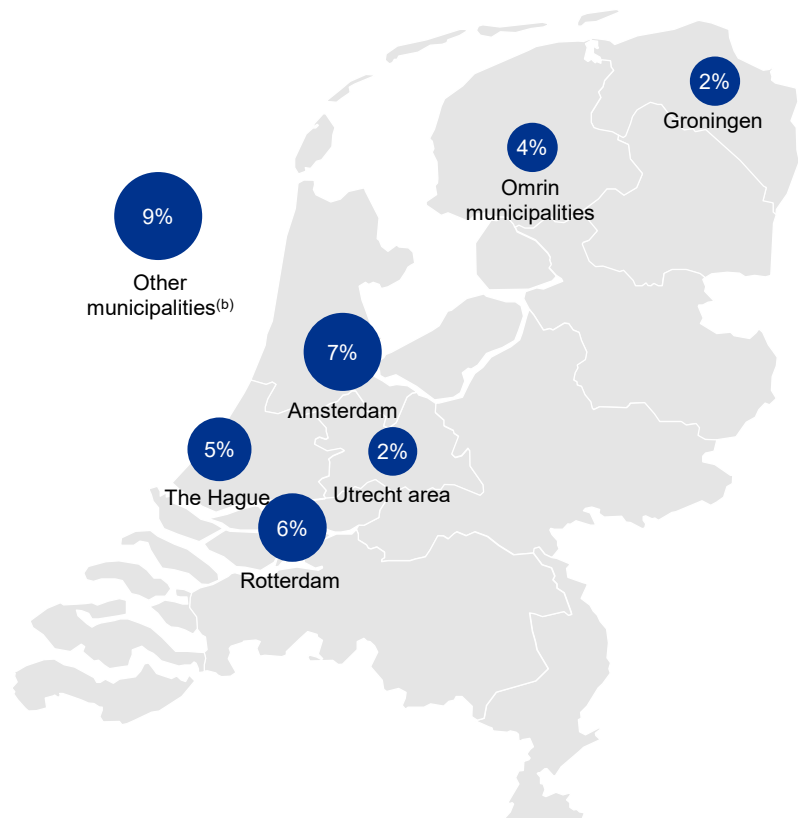 2%
Groningen
4%
Omrin
municipalities
9%
Other
municipalities(b)
7%
Amsterdam
5%
The Hague
2%
Utrecht area
6%
Rotterdam